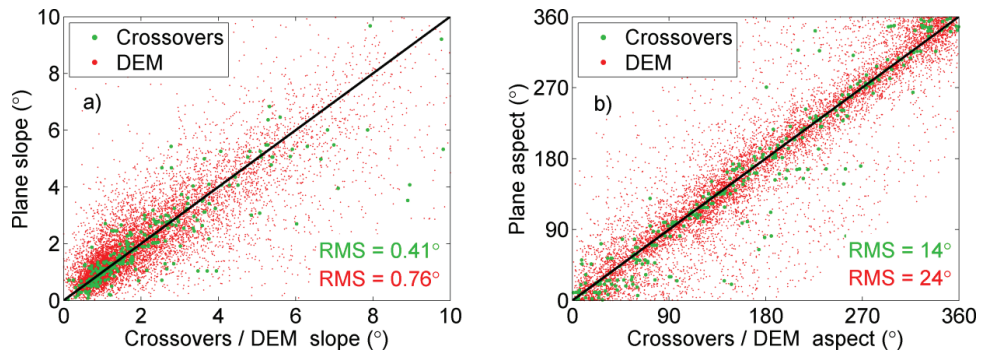 Crossovers
DEM
a)
RMS = 0.41°
RMS = 0.76°
Plane slope (°)
10
8
6
4
2
0
0 2 4 6 8 10
Crossovers / DEM slope (°)
Crossovers
DEM
b)
RMS = 14°
RMS = 24°
Plane aspect (°)
360
270
180
90
0
0 90 180 270 360
Crossovers / DEM aspect (°)